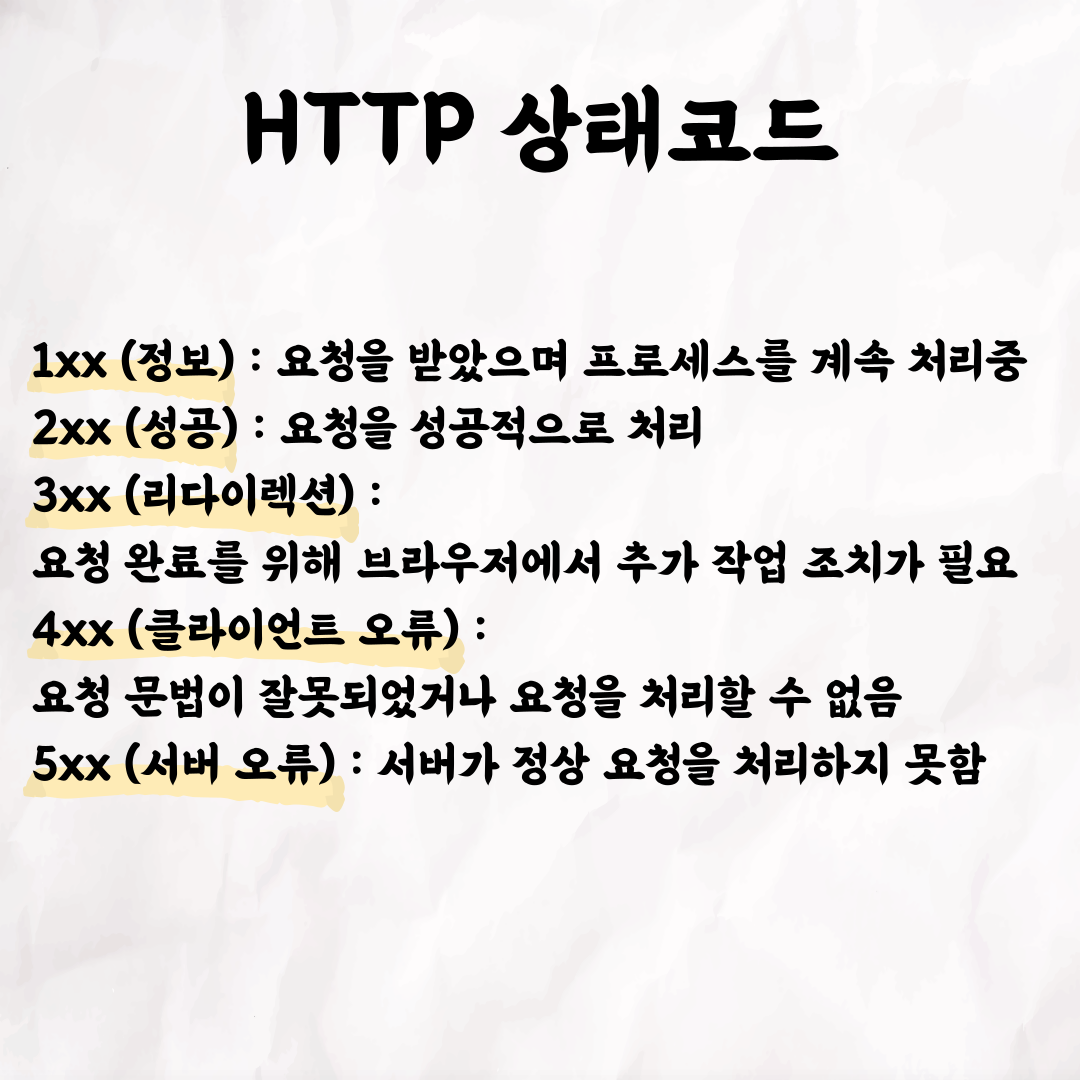 HTTP 상태코드
1xx (정보) : 요청을 받았으며 프로세스를 계속 처리중
2xx (성공) : 요청을 성공적으로 처리
3xx (리다이렉션) :
요청 완료를 위해 브라우저에서 추가 작업 조치가 필요
4xx (클라이언트 오류) :
요청 문법이 잘못되었거나 요청을 처리할 수 없음
5xx (서버 오류) : 서버가 정상 요청을 처리하지 못함